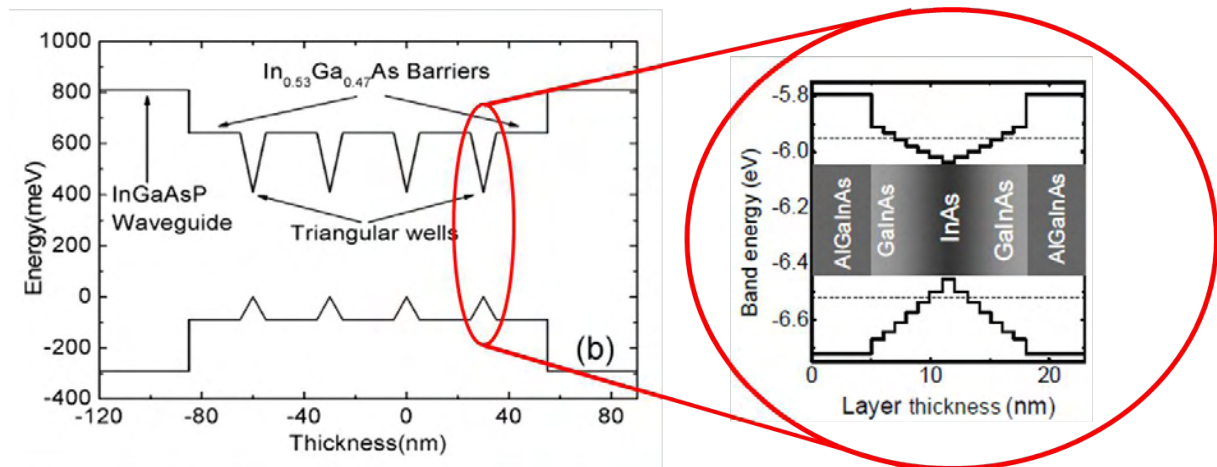 1000
800
600
400
200
0
-200
-400
Energy(meV)
In0.53Ga0.47As Barriers
InGaAsP
Waveguide
Triangular wells
(b)
-120 -80 -40 0 40 80
Thickness(nm)
-5.8
-6.0
-6.2
-6.4
-6.6
Band energy (eV)
AlGaInAs
GaInAs
InAs
GaInAs
AlGaInAs
0 10 20
Layer thickness (nm)